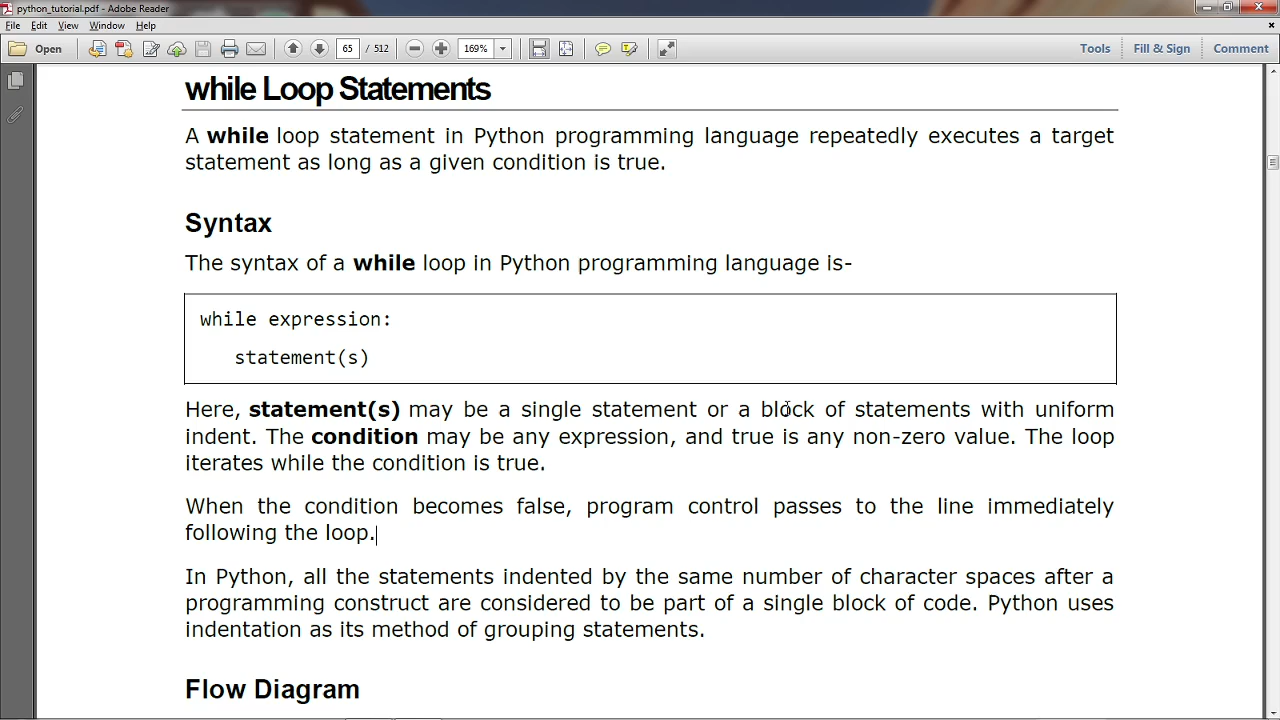 python_tutorial.pdf - Adobe Reader
File Edit View Window Help
Open 65 / 512 169% Tools Fill & Sign Comment
while Loop Statements
A while loop statement in Python programming language repeatedly executes a target
statement as long as a given condition is true.
Syntax
The syntax of a while loop in Python programming language is-
while expression:
statement(s)
Here, statement(s) may be a single statement or a block of statements with uniform
indent. The condition may be any expression, and true is any non-zero value. The loop
iterates while the condition is true.
When the condition becomes false, program control passes to the line immediately
following the loop.
In Python, all the statements indented by the same number of character spaces after a
programming construct are considered to be part of a single block of code. Python uses
indentation as its method of grouping statements.
Flow Diagram